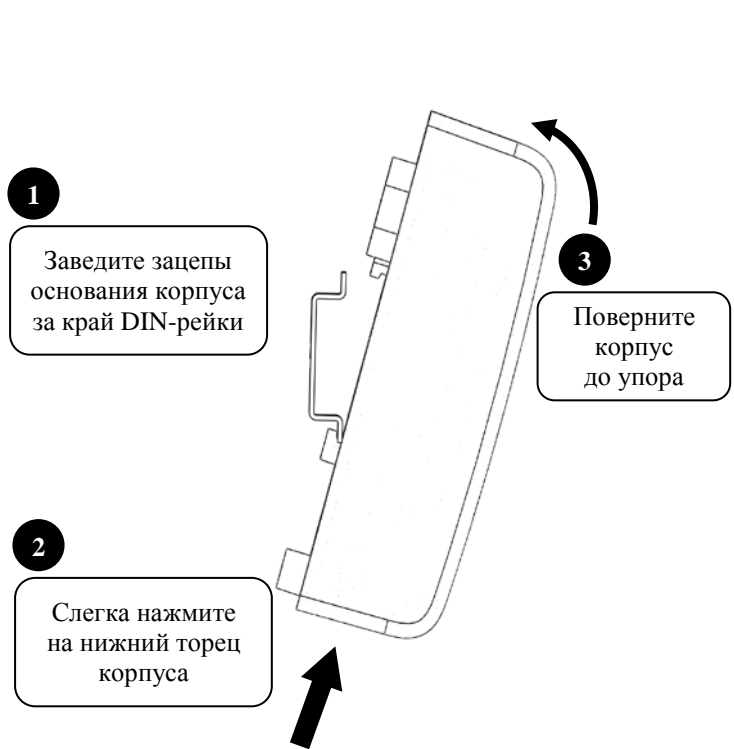 1
Заведите зацепы
основания корпуса
за край DIN-рейки
2
Слегка нажмите
на нижний торец
корпуса
3
Поверните
корпус
до упора